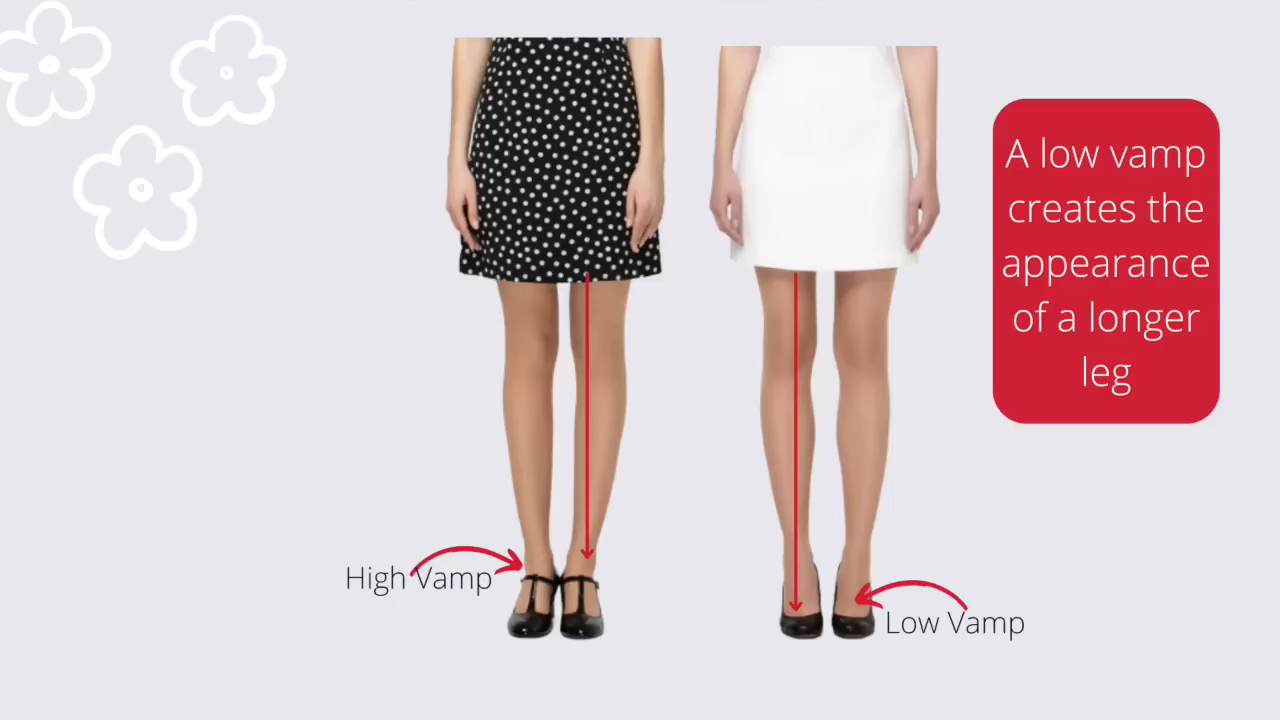 A low vamp
creates the
appearance
of a longer
leg
High Vamp
Low Vamp